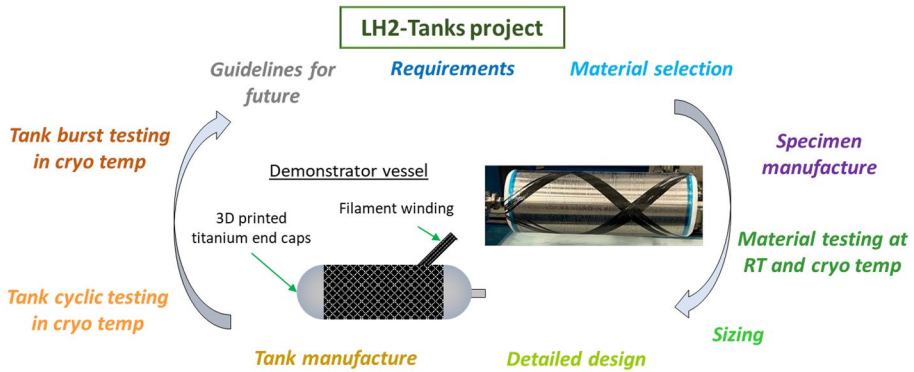 LH2-Tanks project
Guidelines for
future
Requirements
Material selection
Tank burst testing
in cryo temp
Specimen
manufacture
Demonstrator vessel
Filament winding
3D printed
titanium end caps
Material testing at
RT and cryo temp
Tank cyclic testing
in cryo temp
Sizing
Tank manufacture
Detailed design